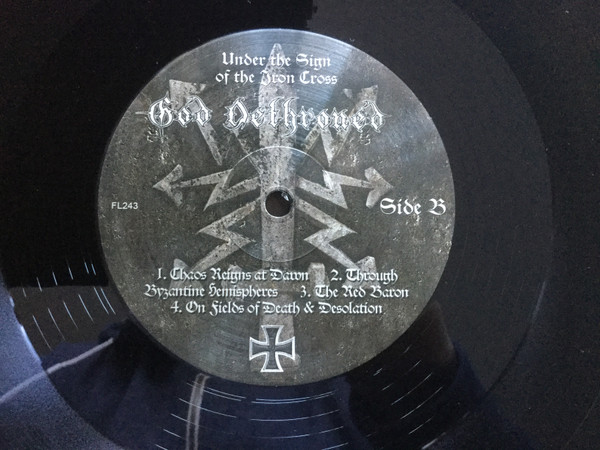 Under the Sign
of the Iron Cross
God Dethroned
FL243
Side B
1. Chaos Reigns at Dawn 2. Through
Byzantine Hemispheres 3. The Red Baron
4. On Fields of Death & Desolation